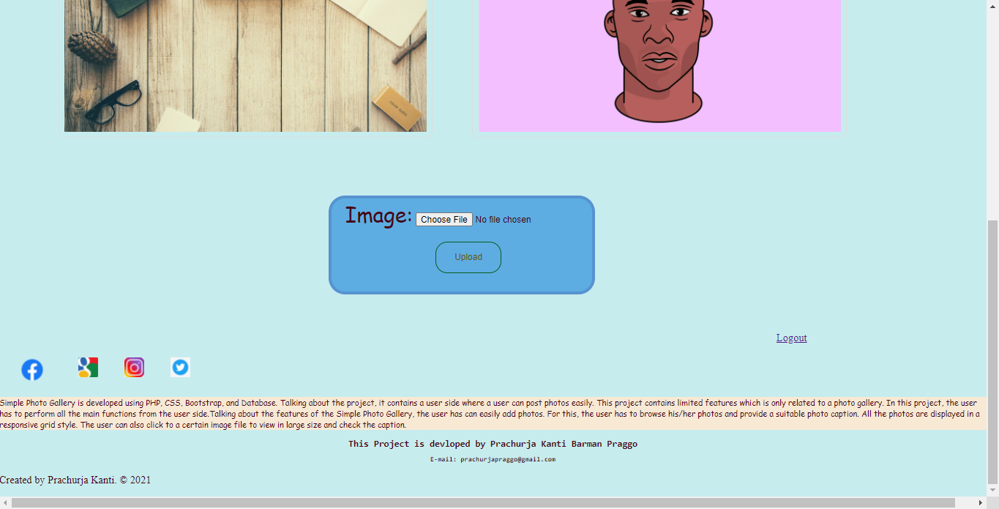 Image: Choose File No file chosen
Upload
Logout
Simple Photo Gallery is developed using PHP, CSS, Bootstrap, and Database. Talking about the project, it contains a user side where a user can post photos easily. This project contains limited features which is only related to a photo gallery. In this project, the user
has to perform all the main functions from the user side.Talking about the features of the Simple Photo Gallery, the user has can easily add photos. For this, the user has to browse his/her photos and provide a suitable photo caption. All the photos are displayed in a
responsive grid style. The user can also click to a certain image file to view in large size and check the caption.
This Project is devloped by Prachurja Kanti Barman Praggo
E-mail: prachurjapraggo@gmail.com
Created by Prachurja Kanti. © 2021